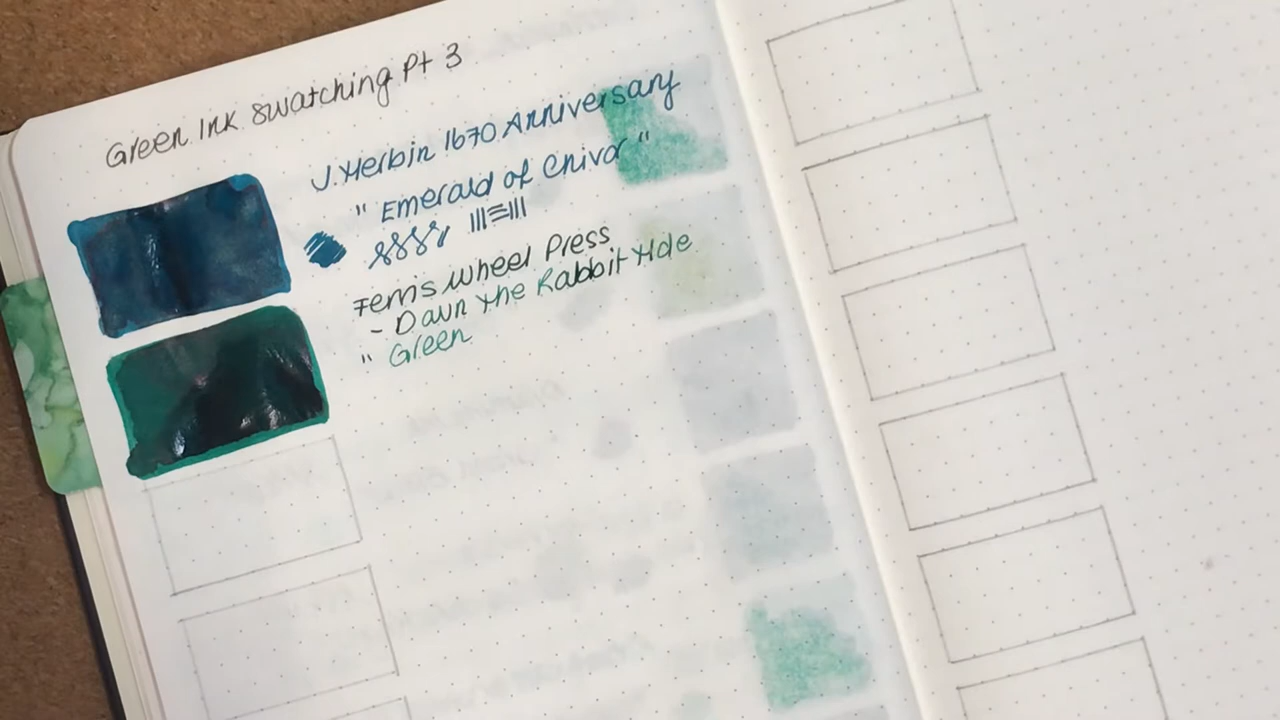 Green Ink Swatching Pt 3
J. Herbin 1670 Anniversary
" Emerald of Chivor "
Ferris Wheel Press
- Down the Rabbit Hole
" Green